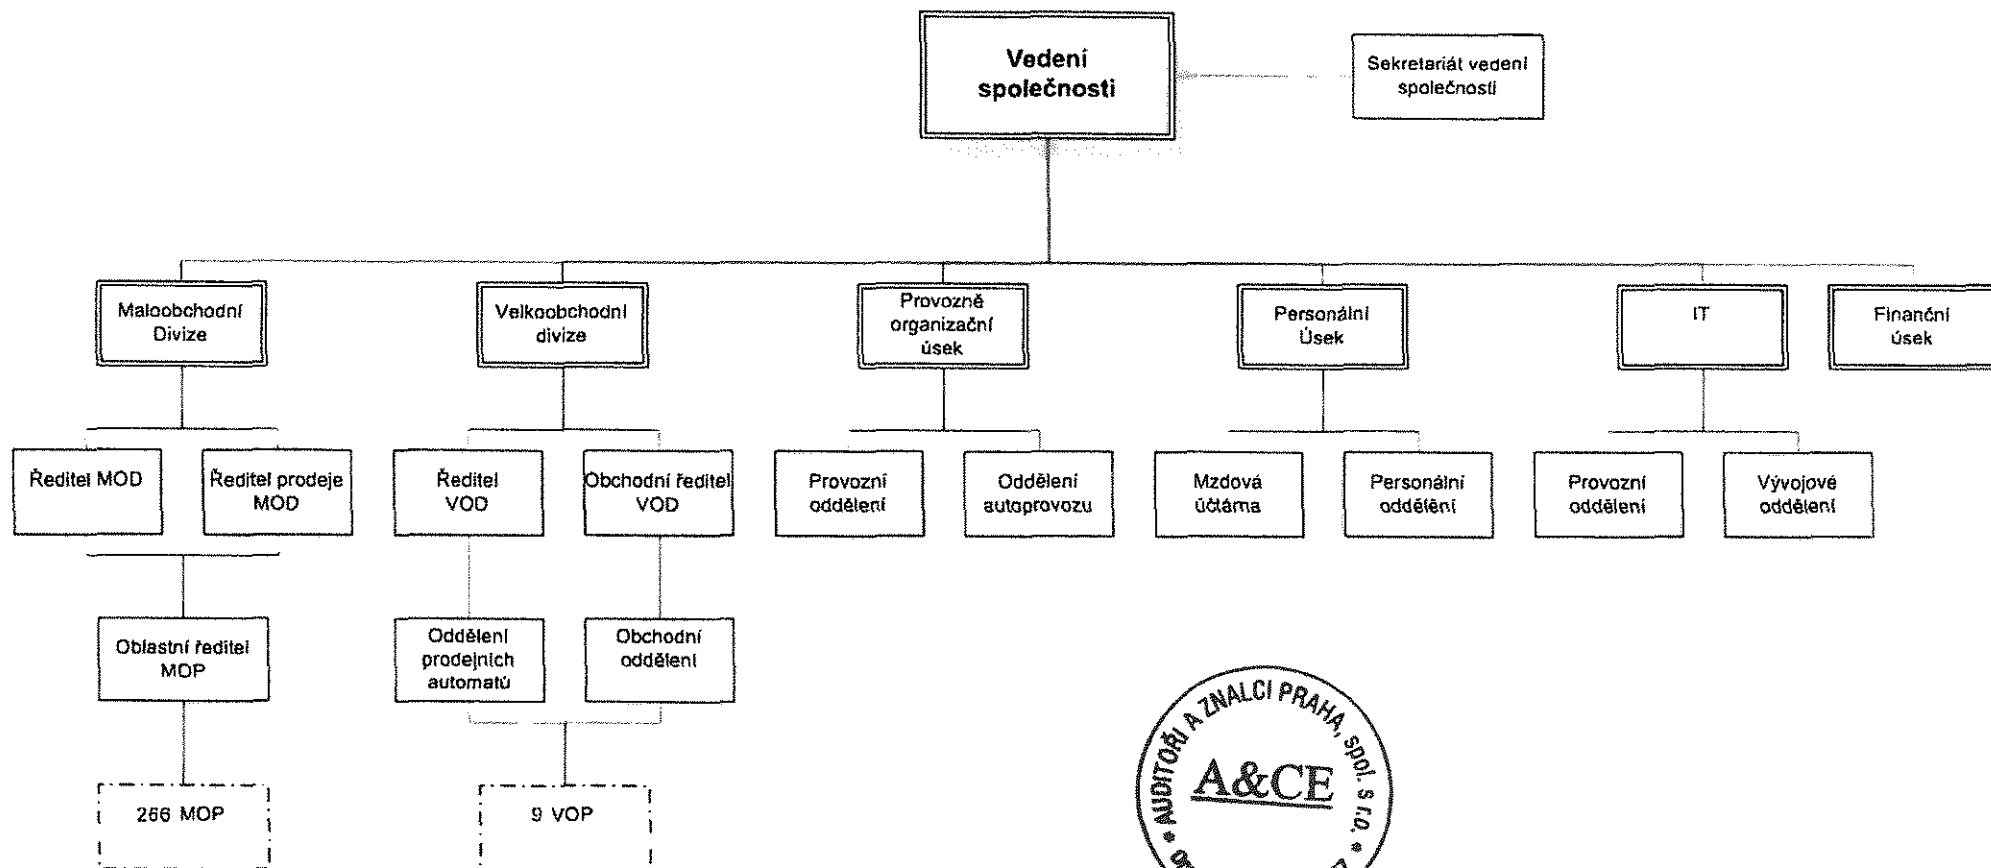 Vedení
společnosti
Sekretariát vedení
společnosti
Maloobchodní
Divize
Velkoobchodní
divize
Provozně
organizační
úsek
Personální
Úsek
IT
Finanční
úsek
Ředitel MOD
Ředitel prodeje
MOD
Ředitel
VOD
Obchodní ředitel
VOD
Provozní
oddělení
Oddělení
autoprovozu
Mzdová
účtárna
Personální
oddělění
Provozní
oddělení
Vývojové
oddělení
Oblastní ředitel
MOP
Oddělení
prodejních
automatů
Obchodní
oddělení
266 MOP
9 VOP
AUDITOŘI A ZNALCI PRAHA, spol. s r.o.
A&CE